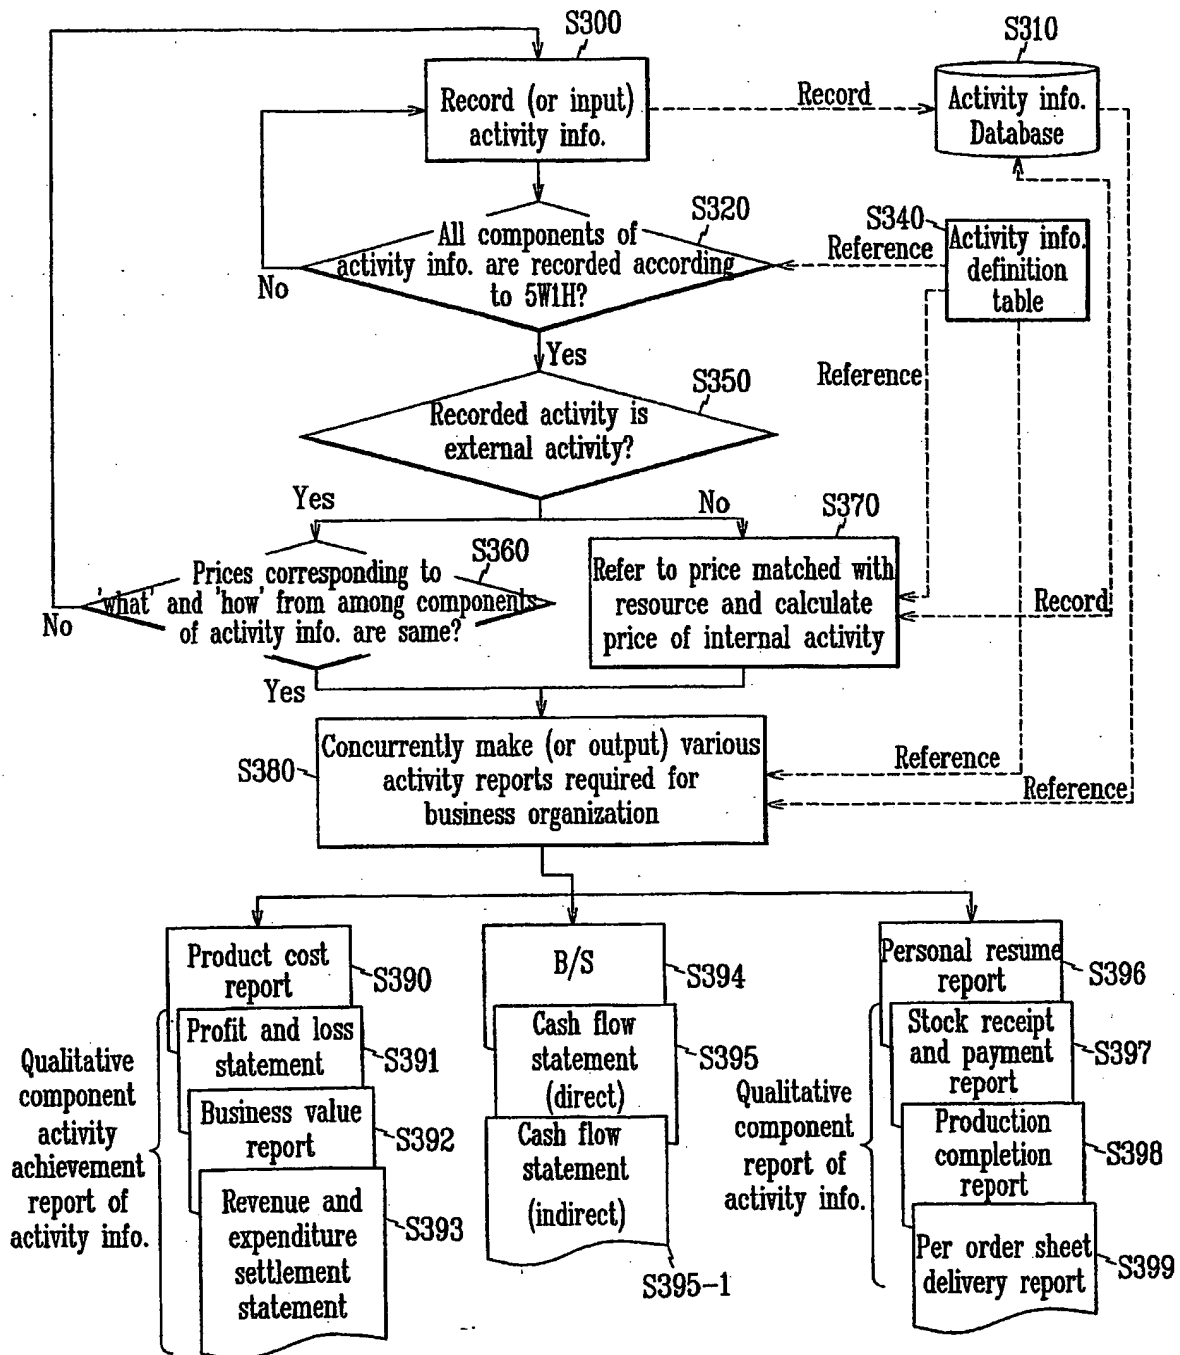 S300
S310
Record (or input)
activity info.
Record
Activity info.
Database
S320
All components of
activity info. are recorded according
to 5W1H?
No
Reference
S340
Activity info.
definition
table
Yes
S350
Recorded activity is
external activity?
Reference
Yes
No
S360
Prices corresponding to
'what' and 'how' from among components
of activity info. are same?
No
S370
Refer to price matched with
resource and calculate
price of internal activity
Record
Yes
S380
Concurrently make (or output) various
activity reports required for
business organization
Reference
Reference
Product cost
report
S390
Profit and loss
statement
S391
Business value
report
S392
Revenue and
expenditure
settlement
statement
S393
Qualitative
component
activity
achievement
report of
activity info.
B/S
S394
Cash flow
statement
(direct)
S395
Cash flow
statement
(indirect)
S395-1
Personal resume
report
S396
Stock receipt
and payment
report
S397
Production
completion
report
S398
Per order sheet
delivery report
S399
Qualitative
component
report of
activity info.